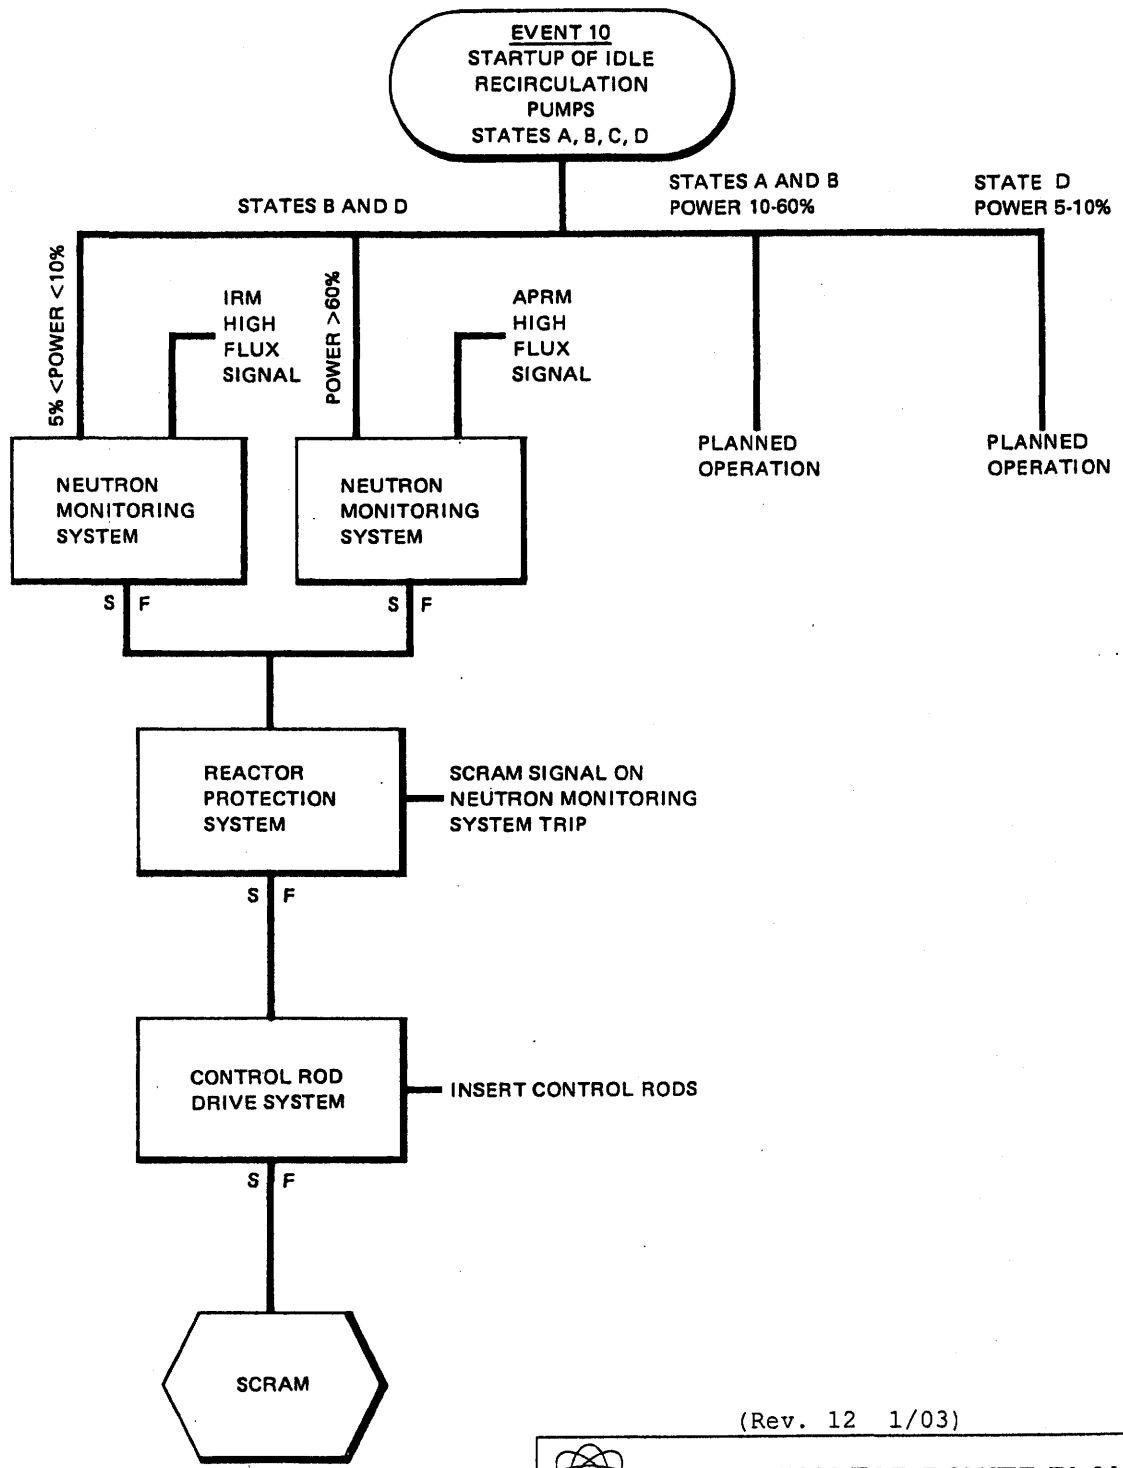 EVENT 10
STARTUP OF IDLE
RECIRCULATION
PUMPS
STATES A, B, C, D
STATES B AND D
STATES A AND B
POWER 10-60%
STATE D
POWER 5-10%
5% <POWER <10%
IRM
HIGH
FLUX
SIGNAL
POWER >60%
APRM
HIGH
FLUX
SIGNAL
PLANNED
OPERATION
PLANNED
OPERATION
NEUTRON
MONITORING
SYSTEM
NEUTRON
MONITORING
SYSTEM
S F
S F
REACTOR
PROTECTION
SYSTEM
SCRAM SIGNAL ON
NEUTRON MONITORING
SYSTEM TRIP
S F
CONTROL ROD
DRIVE SYSTEM
INSERT CONTROL RODS
S F
SCRAM
(Rev. 12 1/03)